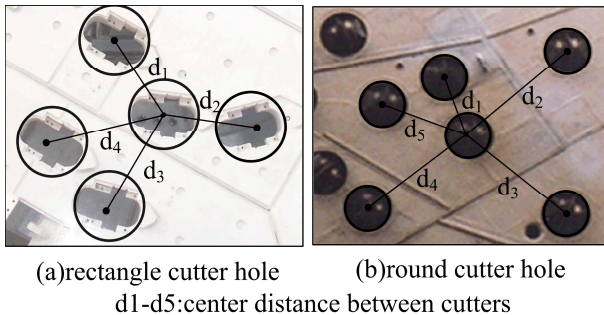 d₁
d₂
d₄
d₃
d₁
d₂
d₅
d₄
d₃
(a)rectangle cutter hole
(b)round cutter hole
d1-d5:center distance between cutters